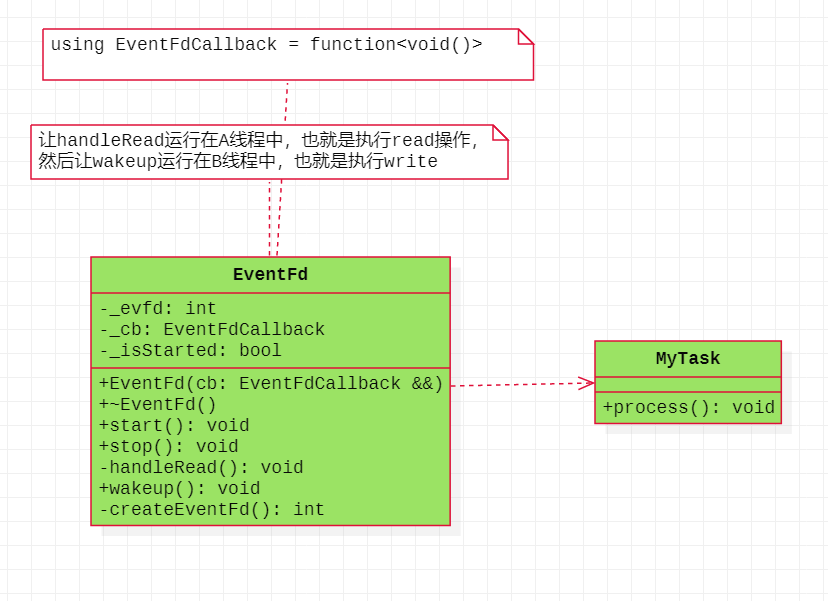 using EventFdCallback = function<void()>
让handleRead运行在A线程中，也就是执行read操作，
然后让wakeup运行在B线程中，也就是执行write
EventFd
-_evfd: int
-_cb: EventFdCallback
-_isStarted: bool
+EventFd(cb: EventFdCallback &&)
+~EventFd()
+start(): void
+stop(): void
-handleRead(): void
+wakeup(): void
-createEventFd(): int
MyTask
+process(): void